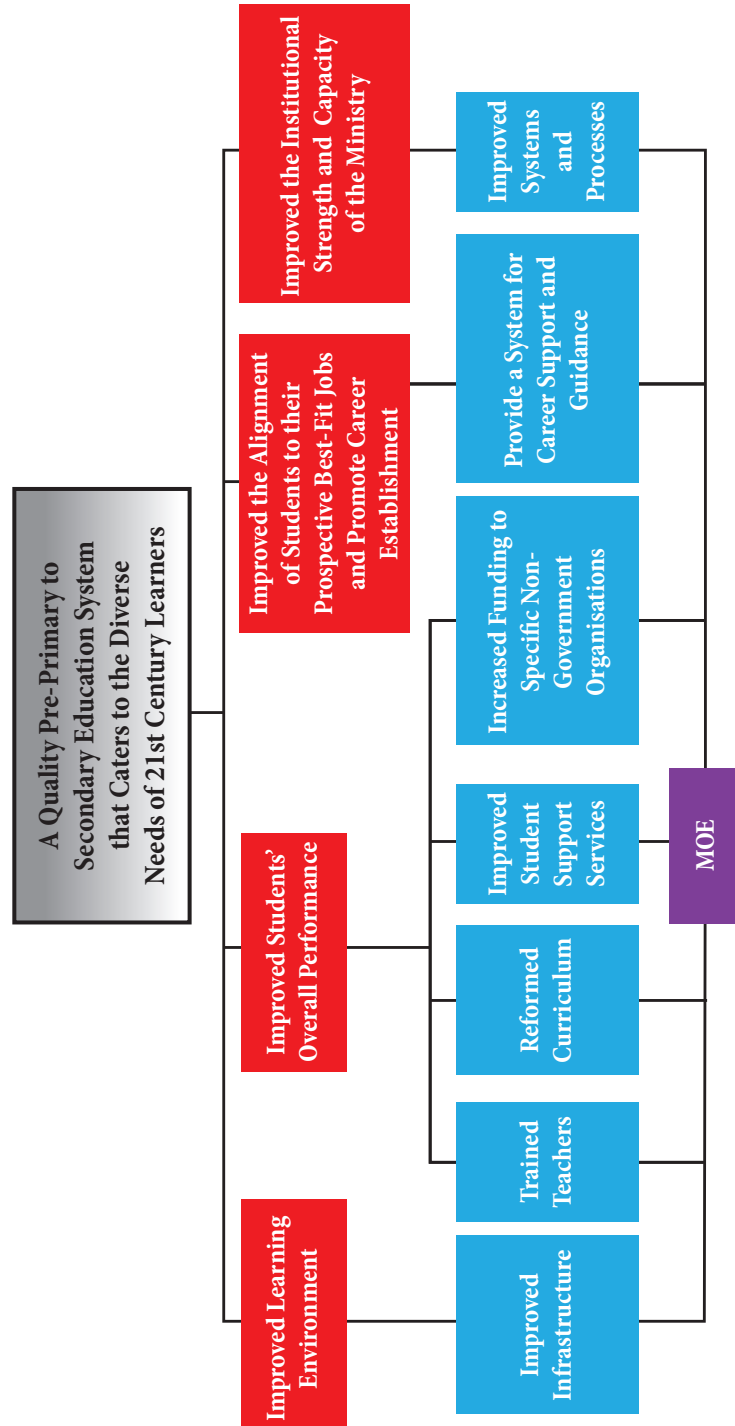 A Quality Pre-Primary to
Secondary Education System
that Caters to the Diverse
Needs of 21st Century Learners
Improved Learning
Environment
Improved Students'
Overall Performance
Improved the Alignment
of Students to their
Prospective Best-Fit Jobs
and Promote Career
Establishment
Improved the Institutional
Strength and Capacity
of the Ministry
Improved
Infrastructure
Trained
Teachers
Reformed
Curriculum
Improved
Student
Support
Services
Increased Funding to
Specific Non-
Government
Organisations
Provide a System for
Career Support and
Guidance
Improved
Systems
and
Processes
MOE